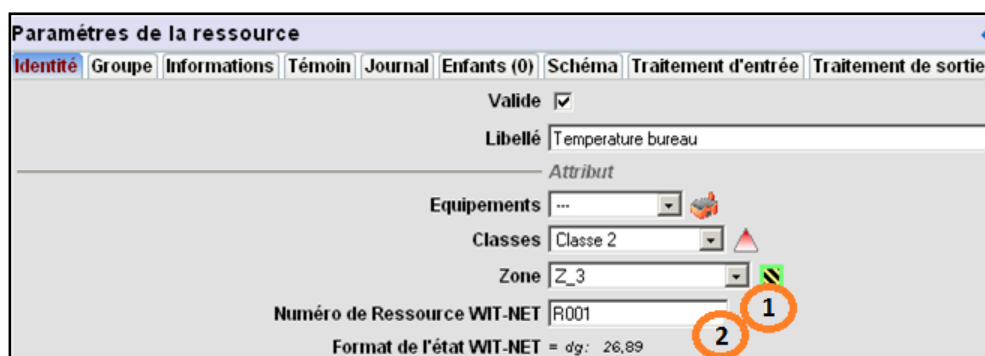 Paramétres de la ressource
Identité Groupe Informations Témoin Journal Enfants (0) Schéma Traitement d'entrée Traitement de sortie
Valide
Libellé Temperature bureau
Attribut
Equipements ---
Classes Classe 2
Zone Z_3
Numéro de Ressource WIT-NET R001 1
Format de l'état WIT-NET = dg: 26,89 2